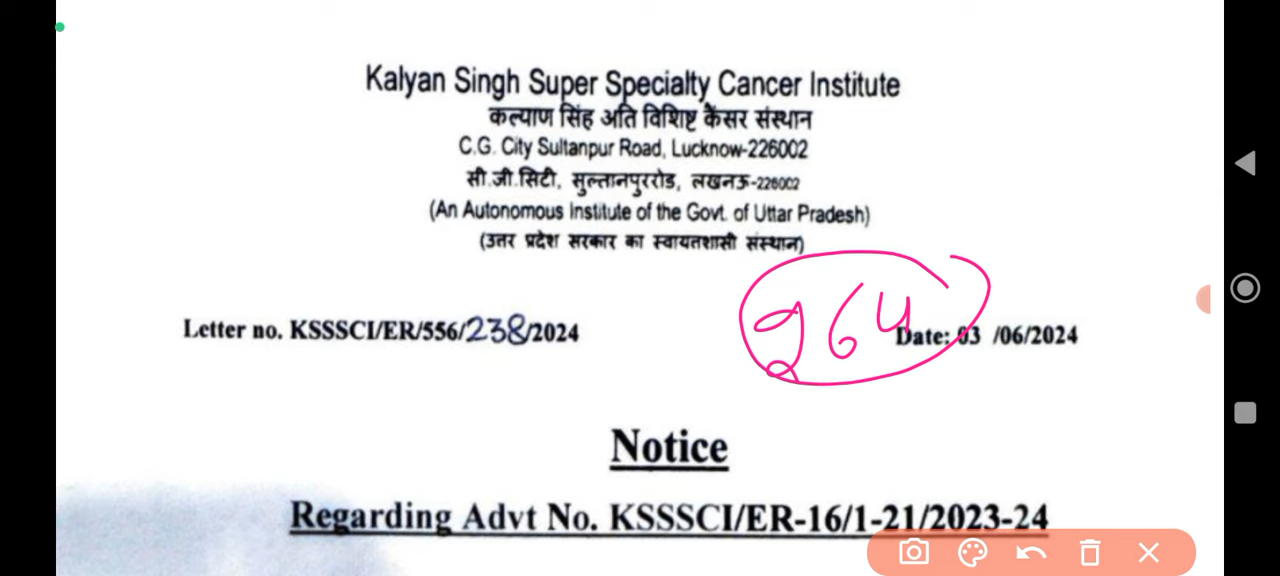 Kalyan Singh Super Specialty Cancer Institute
कल्याण सिंह अति विशिष्ट कैंसर संस्थान
C.G. City Sultanpur Road, Lucknow-226002
सी.जी.सिटी, सुल्तानपुररोड, लखनऊ-226002
(An Autonomous Institute of the Govt. of Uttar Pradesh)
(उत्तर प्रदेश सरकार का स्वायतशासी संस्थान)
964
Letter no. KSSSCI/ER/556/238/2024 Date: 03 /06/2024
Notice
Regarding Advt No. KSSSCI/ER-16/1-21/2023-24